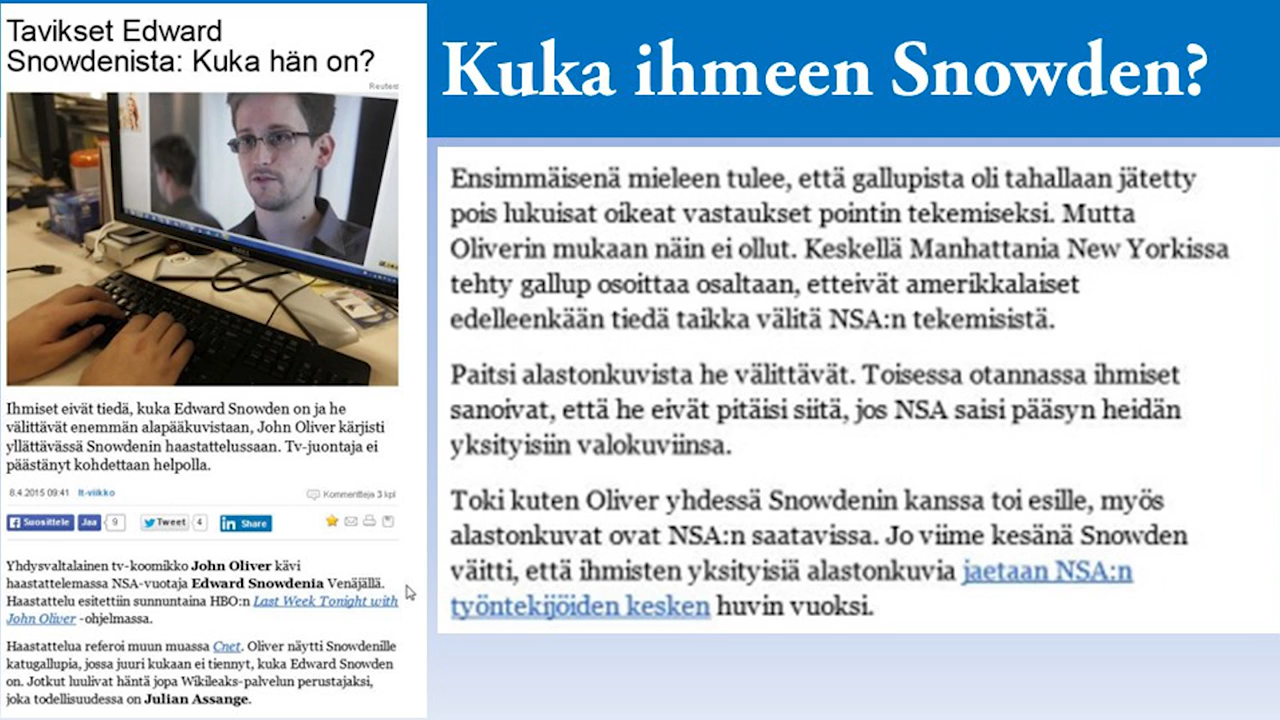 Tavikset Edward
Snowdenista: Kuka hän on?
Reuters
DELL
Ihmiset eivät tiedä, kuka Edward Snowden on ja he
välittävät enemmän alapääkuvistaan, John Oliver kärjisti
yllättävässä Snowdenin haastattelussaan. Tv-juontaja ei
päästänyt kohdettaan helpolla.
8.4.2015 09:41 It-viikko Kommentteja 3 kpl
Suosittele Jaa 9 Tweet 4 in Share
Yhdysvaltalainen tv-koomikko John Oliver kävi
haastattelemassa NSA-vuotaja Edward Snowdenia Venäjällä.
Haastattelu esitettiin sunnuntaina HBO:n Last Week Tonight with
John Oliver -ohjelmassa.
Haastattelua referoi muun muassa Cnet. Oliver näytti Snowdenille
katugallupia, jossa juuri kukaan ei tiennyt, kuka Edward Snowden
on. Jotkut luulivat häntä jopa Wikileaks-palvelun perustajaksi,
joka todellisuudessa on Julian Assange.
Kuka ihmeen Snowden?
Ensimmäisenä mieleen tulee, että gallupista oli tahallaan jätetty
pois lukuisat oikeat vastaukset pointin tekemiseksi. Mutta
Oliverin mukaan näin ei ollut. Keskellä Manhattania New Yorkissa
tehty gallup osoittaa osaltaan, etteivät amerikkalaiset
edelleenkään tiedä taikka välitä NSA:n tekemisistä.
Paitsi alastonkuvista he välittävät. Toisessa otannassa ihmiset
sanoivat, että he eivät pitäisi siitä, jos NSA saisi pääsyn heidän
yksityisiin valokuviinsa.
Toki kuten Oliver yhdessä Snowdenin kanssa toi esille, myös
alastonkuvat ovat NSA:n saatavissa. Jo viime kesänä Snowden
väitti, että ihmisten yksityisiä alastonkuvia jaetaan NSA:n
työntekijöiden kesken huvin vuoksi.